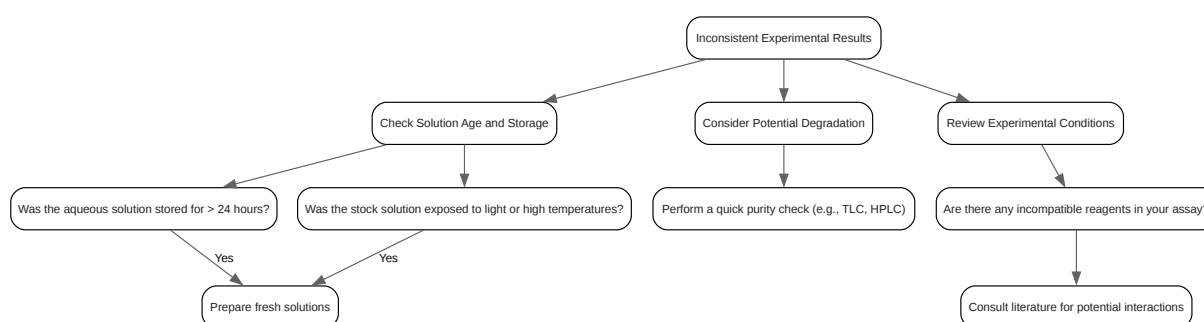 Inconsistent Experimental Results
Check Solution Age and Storage
Consider Potential Degradation
Review Experimental Conditions
Was the aqueous solution stored for > 24 hours?
Was the stock solution exposed to light or high temperatures?
Perform a quick purity check (e.g., TLC, HPLC)
Are there any incompatible reagents in your assay?
Yes
Yes
Prepare fresh solutions
Consult literature for potential interactions